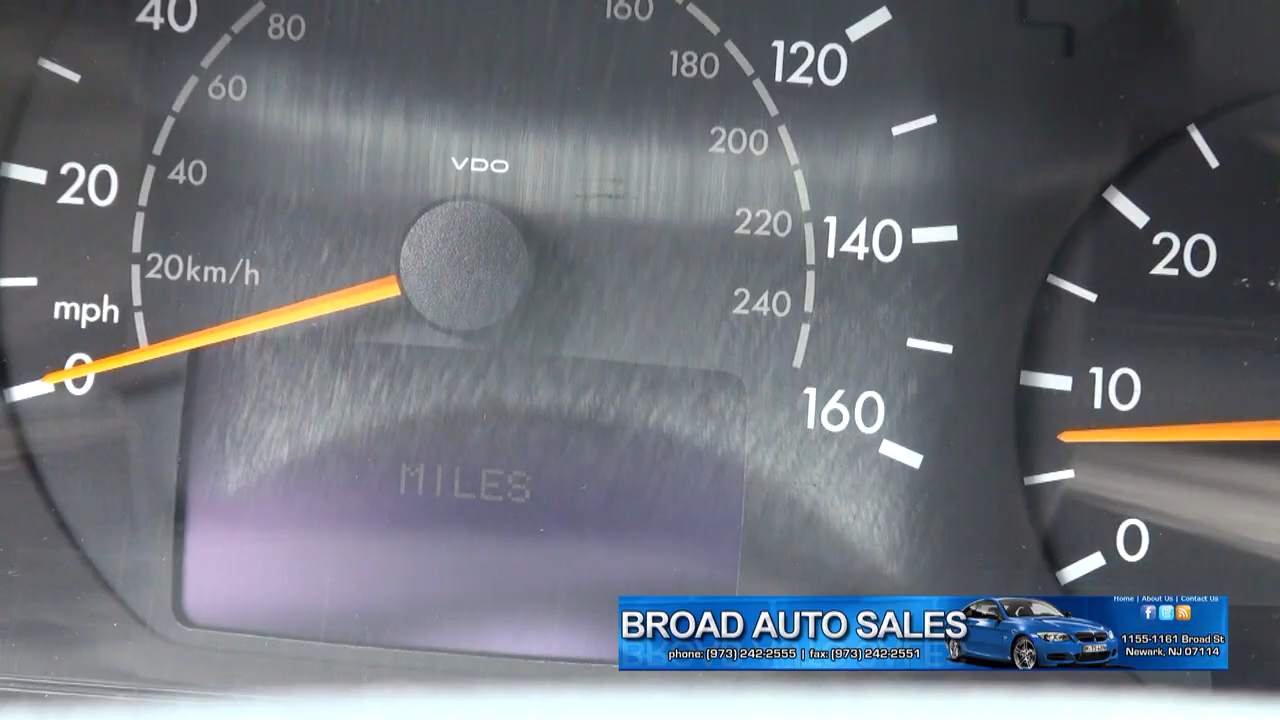 40
80
160
120
180
60
200
VDO
40
20
220
140
20
20km/h
240
mph
0
10
160
MILES
0
Home | About Us | Contact Us
BROAD AUTO SALES
phone: (973) 242-2555 | fax: (973) 242-2551
1155-1161 Broad St
Newark, NJ 07114